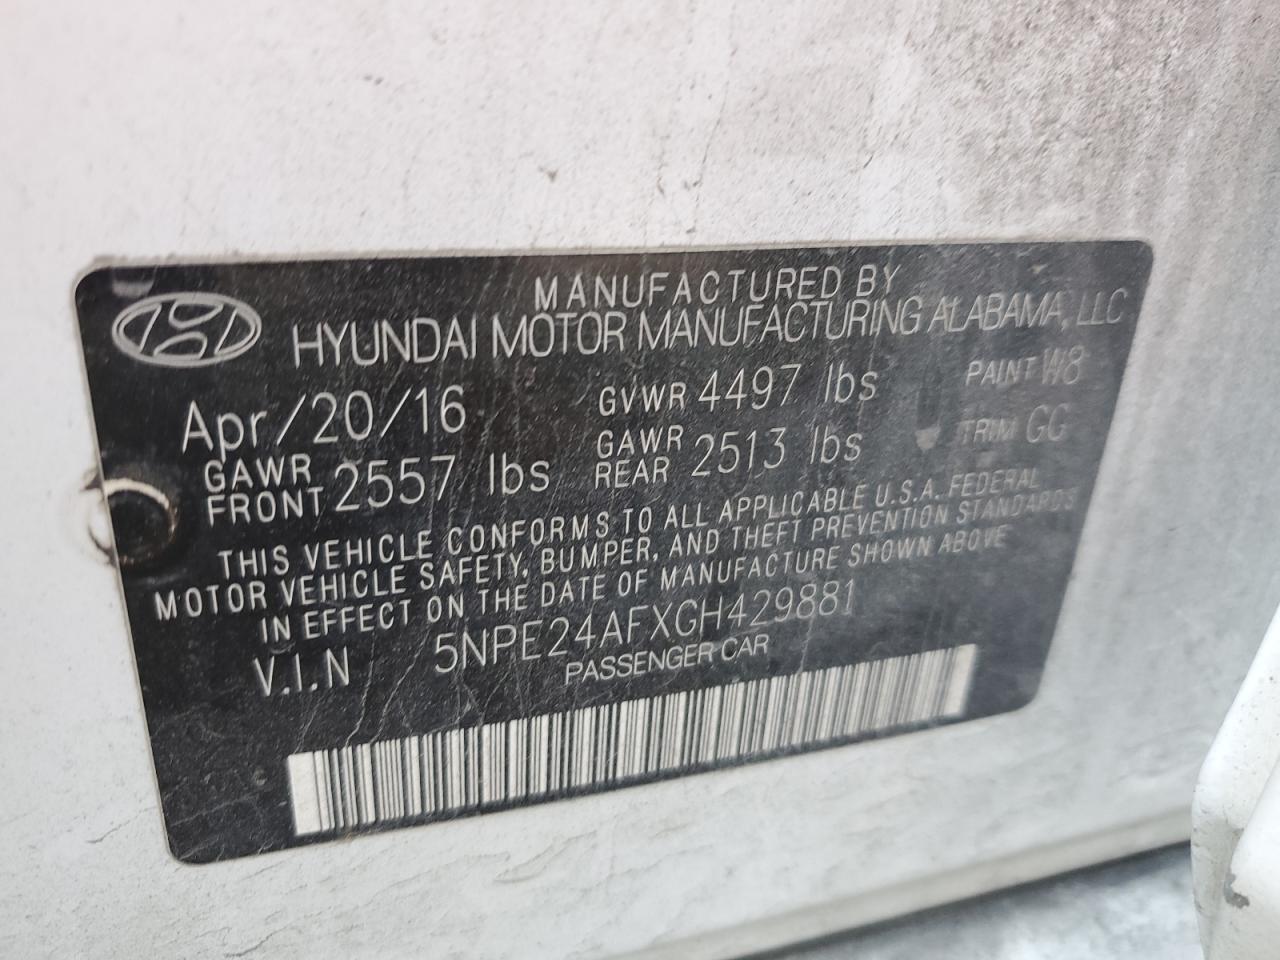 MANUFACTURED BY
HYUNDAI MOTOR MANUFACTURING ALABAMA, LLC
Apr/20/16 GVWR 4497 lbs PAINT W8
GAWR FRONT 2557 lbs GAWR REAR 2513 lbs TRIM GG
THIS VEHICLE CONFORMS TO ALL APPLICABLE U.S.A. FEDERAL
MOTOR VEHICLE SAFETY, BUMPER, AND THEFT PREVENTION STANDARDS
IN EFFECT ON THE DATE OF MANUFACTURE SHOWN ABOVE
V.I.N 5NPE24AFXGH429881
PASSENGER CAR